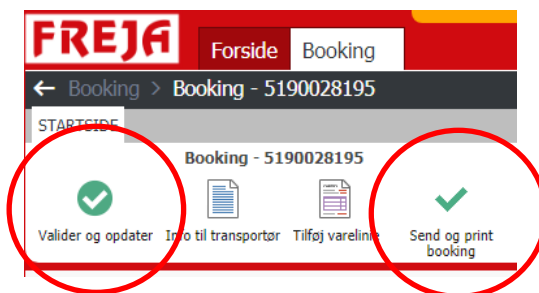 FREJA
Forside Booking
← Booking > Booking - 5190028195
STARTSIDE
Booking - 5190028195
Valider og opdater Info til transportør Tilføj varelinie Send og print
booking